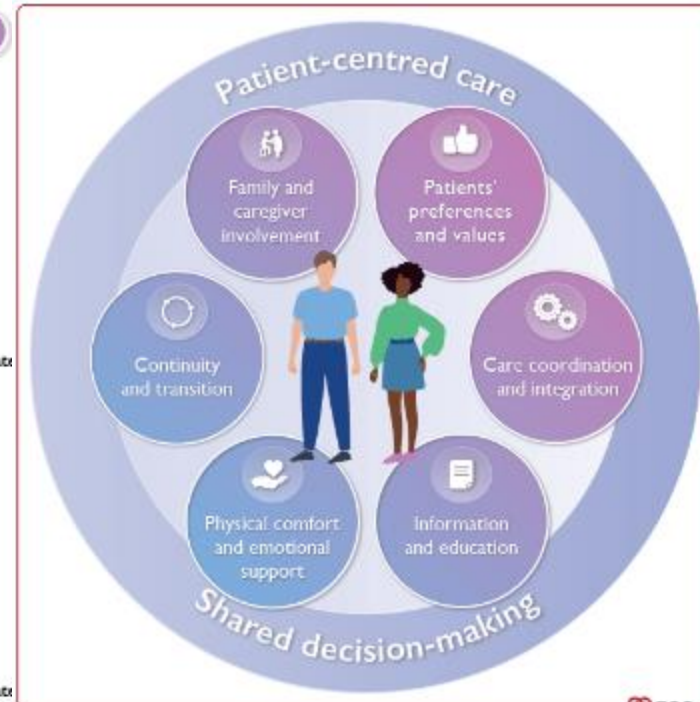 Patient-centred care
Family and
caregiver
involvement
Patients'
preferences
and values
Continuity
and transition
Care coordination
and integration
Physical comfort
and emotional
support
Information
and education
Shared decision-making